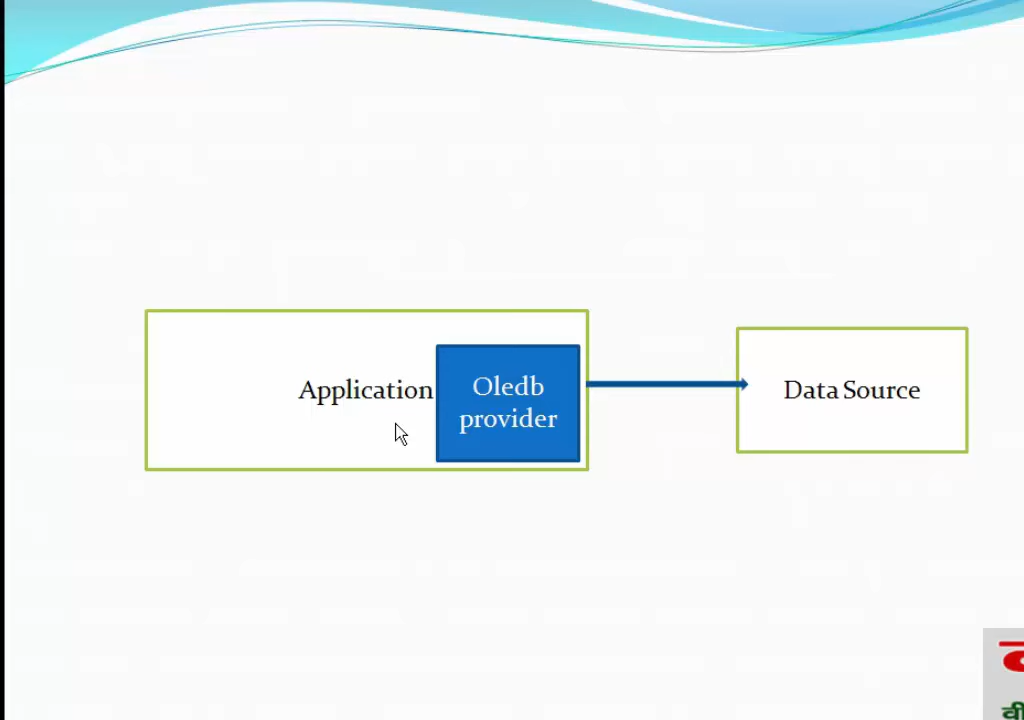 Application
Oledb
provider
Data Source
वी